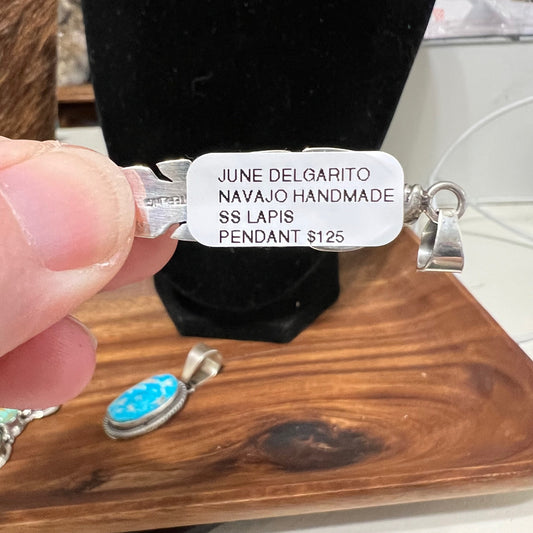 JUNE DELGARITO
NAVAJO HANDMADE
SS LAPIS
PENDANT $125